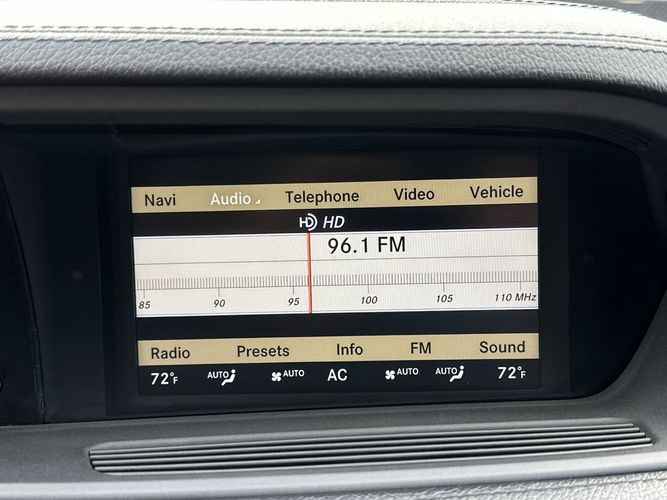 Navi Audio Telephone Video Vehicle
HD HD
96.1 FM
85 90 95 100 105 110 MHz
Radio Presets Info FM Sound
72°F AUTO AUTO AC AUTO AUTO 72°F